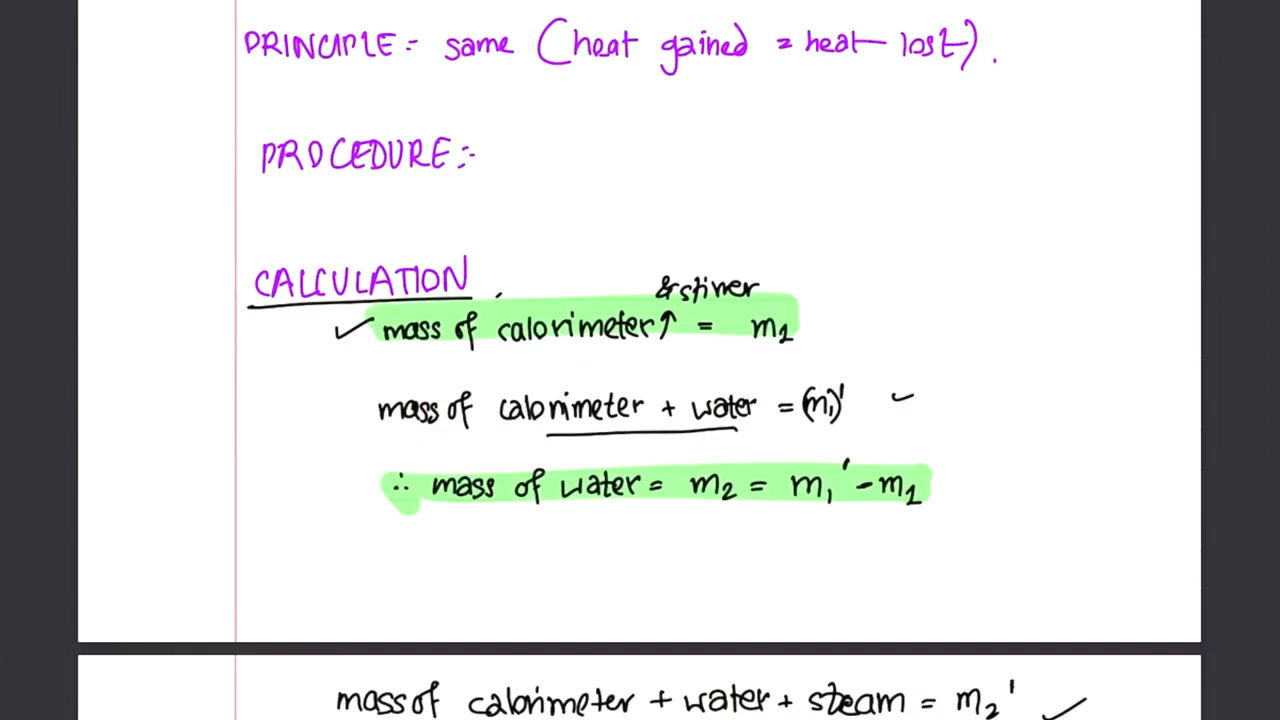 PRINCIPLE :- same (heat gained = heat lost).
PROCEDURE :-
CALCULATION
& stirrer
✓ mass of calorimeter ↑ = m1
mass of calorimeter + water = (m₁)' ✓
∴ mass of water = m₂ = m₁' - m1
mass of calorimeter + water + steam = m₂' ✓